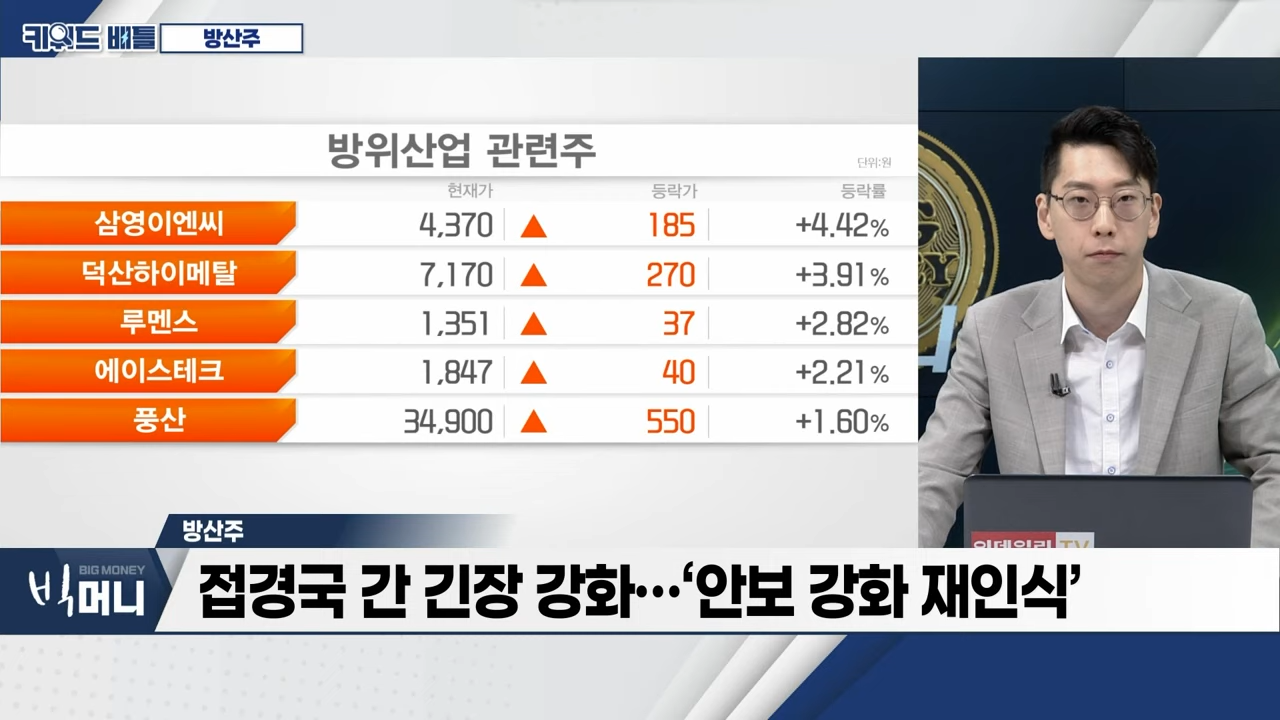 키워드 배틀 방산주
방위산업 관련주
단위:원
현재가 등락가 등락률
삼영이엔씨 4,370 ▲ 185 +4.42%
덕산하이메탈 7,170 ▲ 270 +3.91%
루멘스 1,351 ▲ 37 +2.82%
에이스테크 1,847 ▲ 40 +2.21%
풍산 34,900 ▲ 550 +1.60%
이데일리 TV
방산주
BIG MONEY
빅머니
접경국 간 긴장 강화…‘안보 강화 재인식’